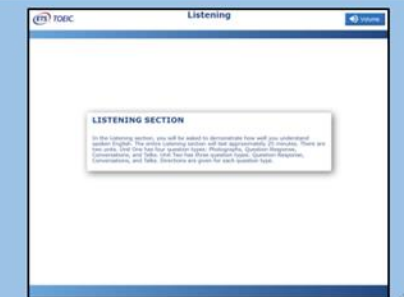 ETS TOEIC
Listening
Volume
LISTENING SECTION
In the Listening section, you will be asked to demonstrate how well you understand
spoken English. The entire Listening section will last approximately 25 minutes. There are
two units. Unit One has four question types: Photographs, Question Response,
Conversations, and Talks. Unit Two has three question types: Question Response,
Conversations, and Talks. Directions are given for each question type.